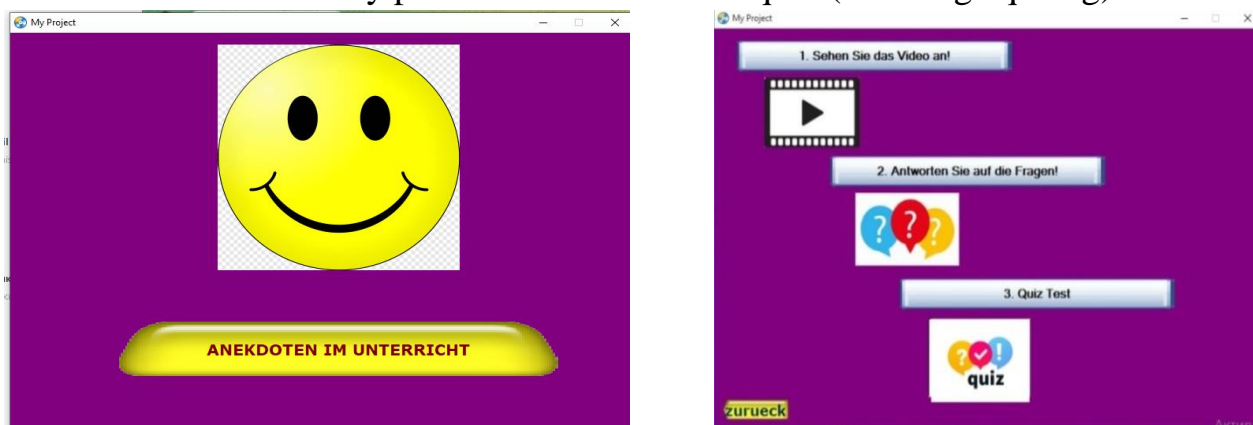 My Project
ANEKDOTEN IM UNTERRICHT
My Project
1. Sehen Sie das Video an!
2. Antworten Sie auf die Fragen!
? ? ?
3. Quiz Test
? !
quiz
zurueck